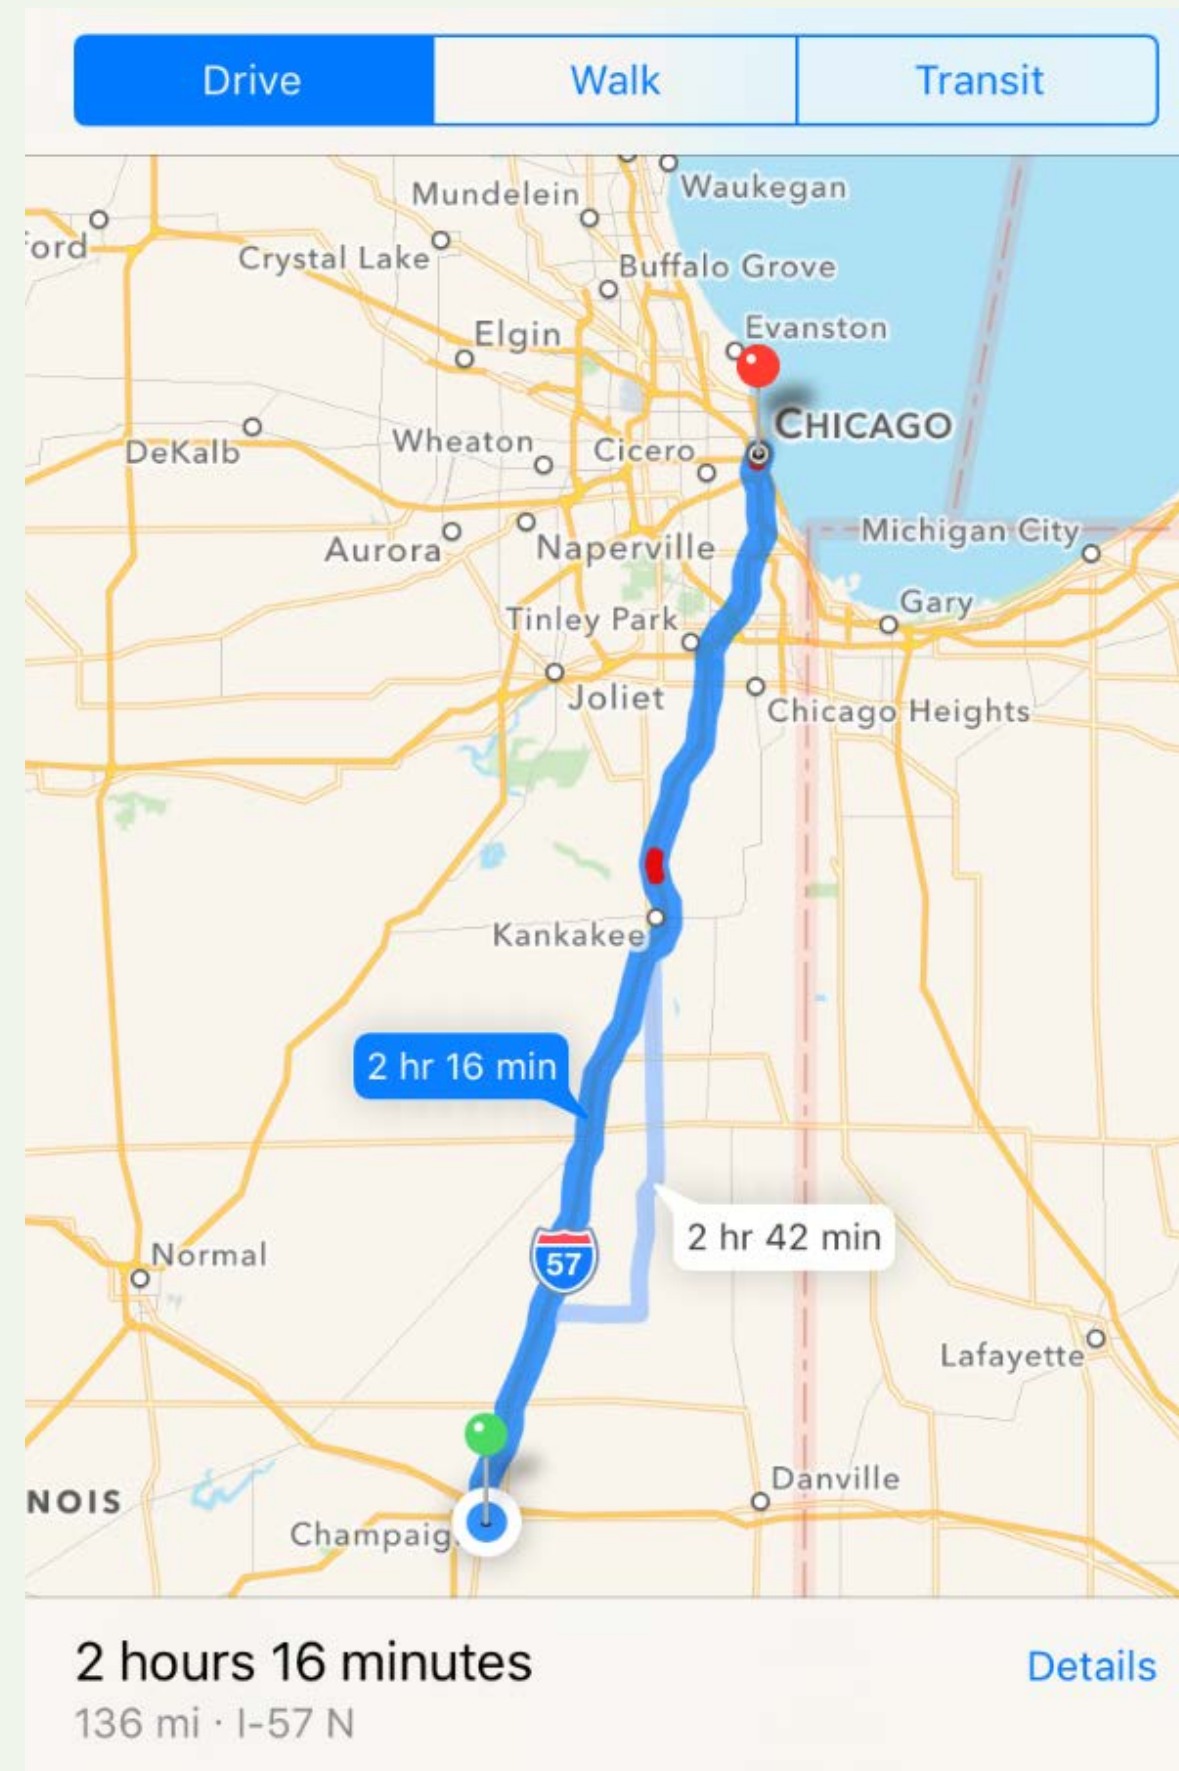 Drive
Walk
Transit
Waukegan
Mundelein
ford
Crystal Lake
Buffalo Grove
Evanston
Elgin
CHICAGO
DeKalb
Wheaton
Cicero
Michigan City
Aurora
Naperville
Gary
Tinley Park
Joliet
Chicago Heights
Kankakee
2 hr 16 min
2 hr 42 min
Normal
57
Lafayette
Danville
NOIS
Champaig
2 hours 16 minutes
Details
136 mi · I-57 N